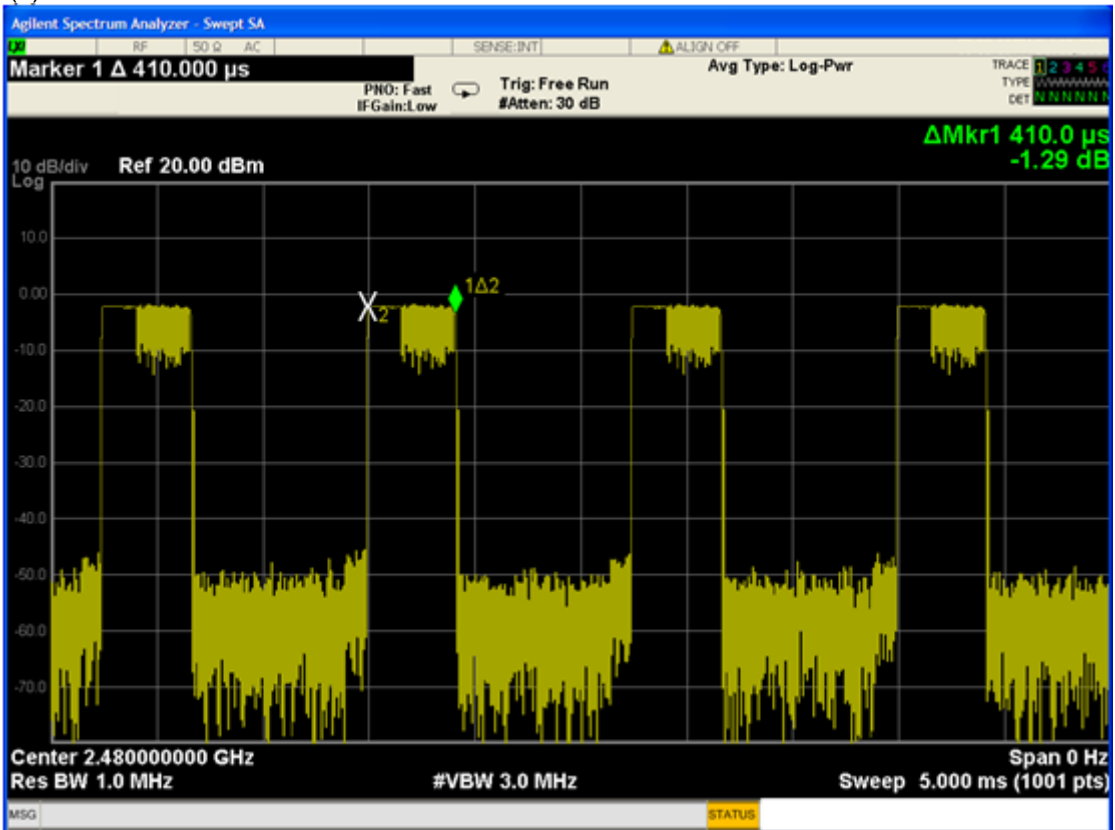 Agilent Spectrum Analyzer - Swept SA
RF 50 Ω AC SENSE:INT ALIGN OFF
Marker 1 Δ 410.000 µs
Avg Type: Log-Pwr
PNO: Fast
IFGain:Low
Trig: Free Run
#Atten: 30 dB
TRACE 1 2 3 4 5 6
TYPE
DET N N N N N N
ΔMkr1 410.0 µs
-1.29 dB
10 dB/div Ref 20.00 dBm
Log
10.0
0.00
1Δ2
2
-10.0
-20.0
-30.0
-40.0
-50.0
-60.0
-70.0
Center 2.480000000 GHz Span 0 Hz
Res BW 1.0 MHz #VBW 3.0 MHz Sweep 5.000 ms (1001 pts)
MSG STATUS